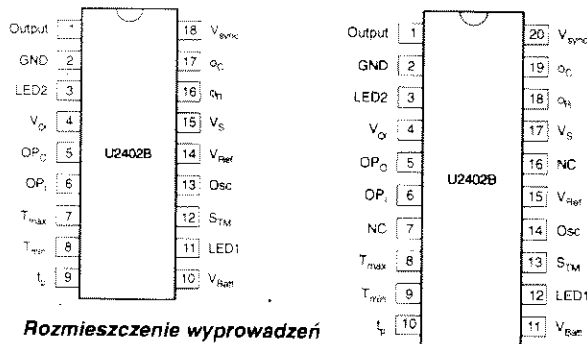 Output 1
18 Vsync
GND 2
17 φC
LED2 3
16 φR
Vφi 4
15 VS
OPO 5
U2402B
14 VRef
OPI 6
13 Osc
Tmax 7
12 STM
Tmin 8
11 LED1
tp 9
10 VBatt
Rozmieszczenie wyprowadzeń
Output 1
20 Vsync
GND 2
19 φC
LED2 3
18 φR
Vφi 4
17 VS
OPO 5
U2402B
16 NC
OPI 6
15 VRef
NC 7
14 Osc
Tmax 8
13 STM
Tmin 9
12 LED1
tp 10
11 VBatt